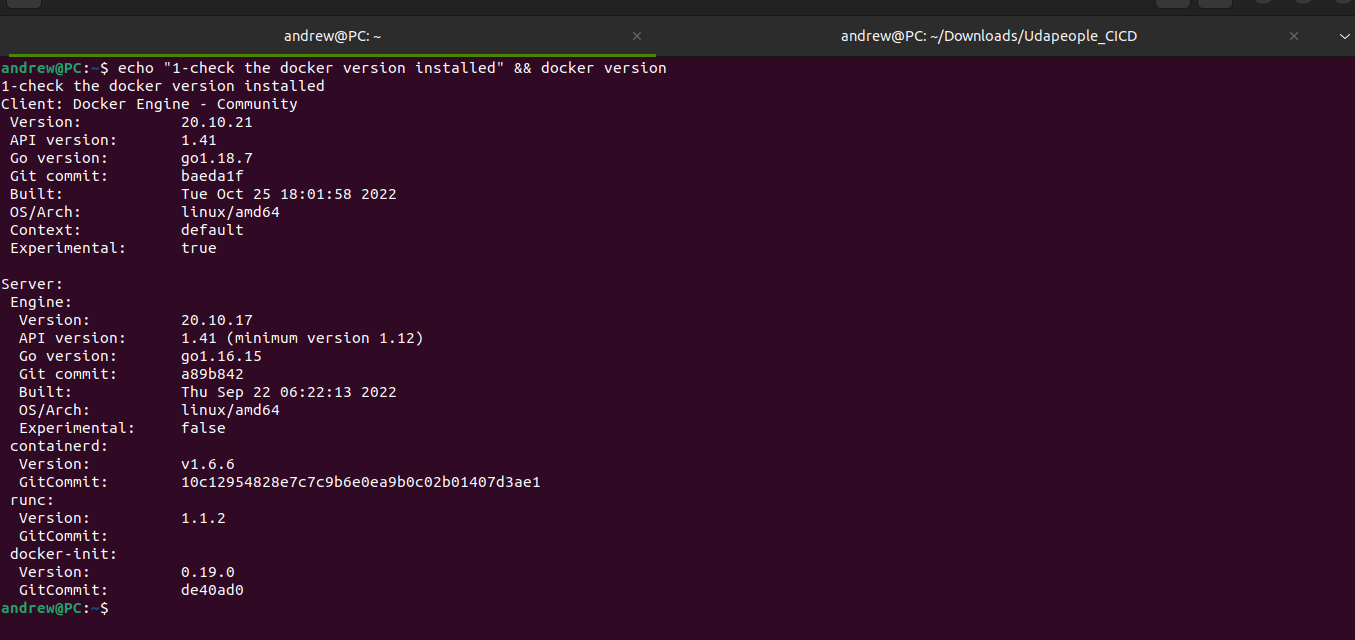 andrew@PC: ~
andrew@PC: ~/Downloads/Udapeople_CICD
andrew@PC:~$ echo "1-check the docker version installed" && docker version
1-check the docker version installed
Client: Docker Engine - Community
 Version:           20.10.21
 API version:       1.41
 Go version:        go1.18.7
 Git commit:        baeda1f
 Built:             Tue Oct 25 18:01:58 2022
 OS/Arch:           linux/amd64
 Context:           default
 Experimental:      true

Server:
 Engine:
  Version:          20.10.17
  API version:      1.41 (minimum version 1.12)
  Go version:       go1.16.15
  Git commit:       a89b842
  Built:            Thu Sep 22 06:22:13 2022
  OS/Arch:          linux/amd64
  Experimental:     false
 containerd:
  Version:          v1.6.6
  GitCommit:        10c12954828e7c7c9b6e0ea9b0c02b01407d3ae1
 runc:
  Version:          1.1.2
  GitCommit:
 docker-init:
  Version:          0.19.0
  GitCommit:        de40ad0
andrew@PC:~$